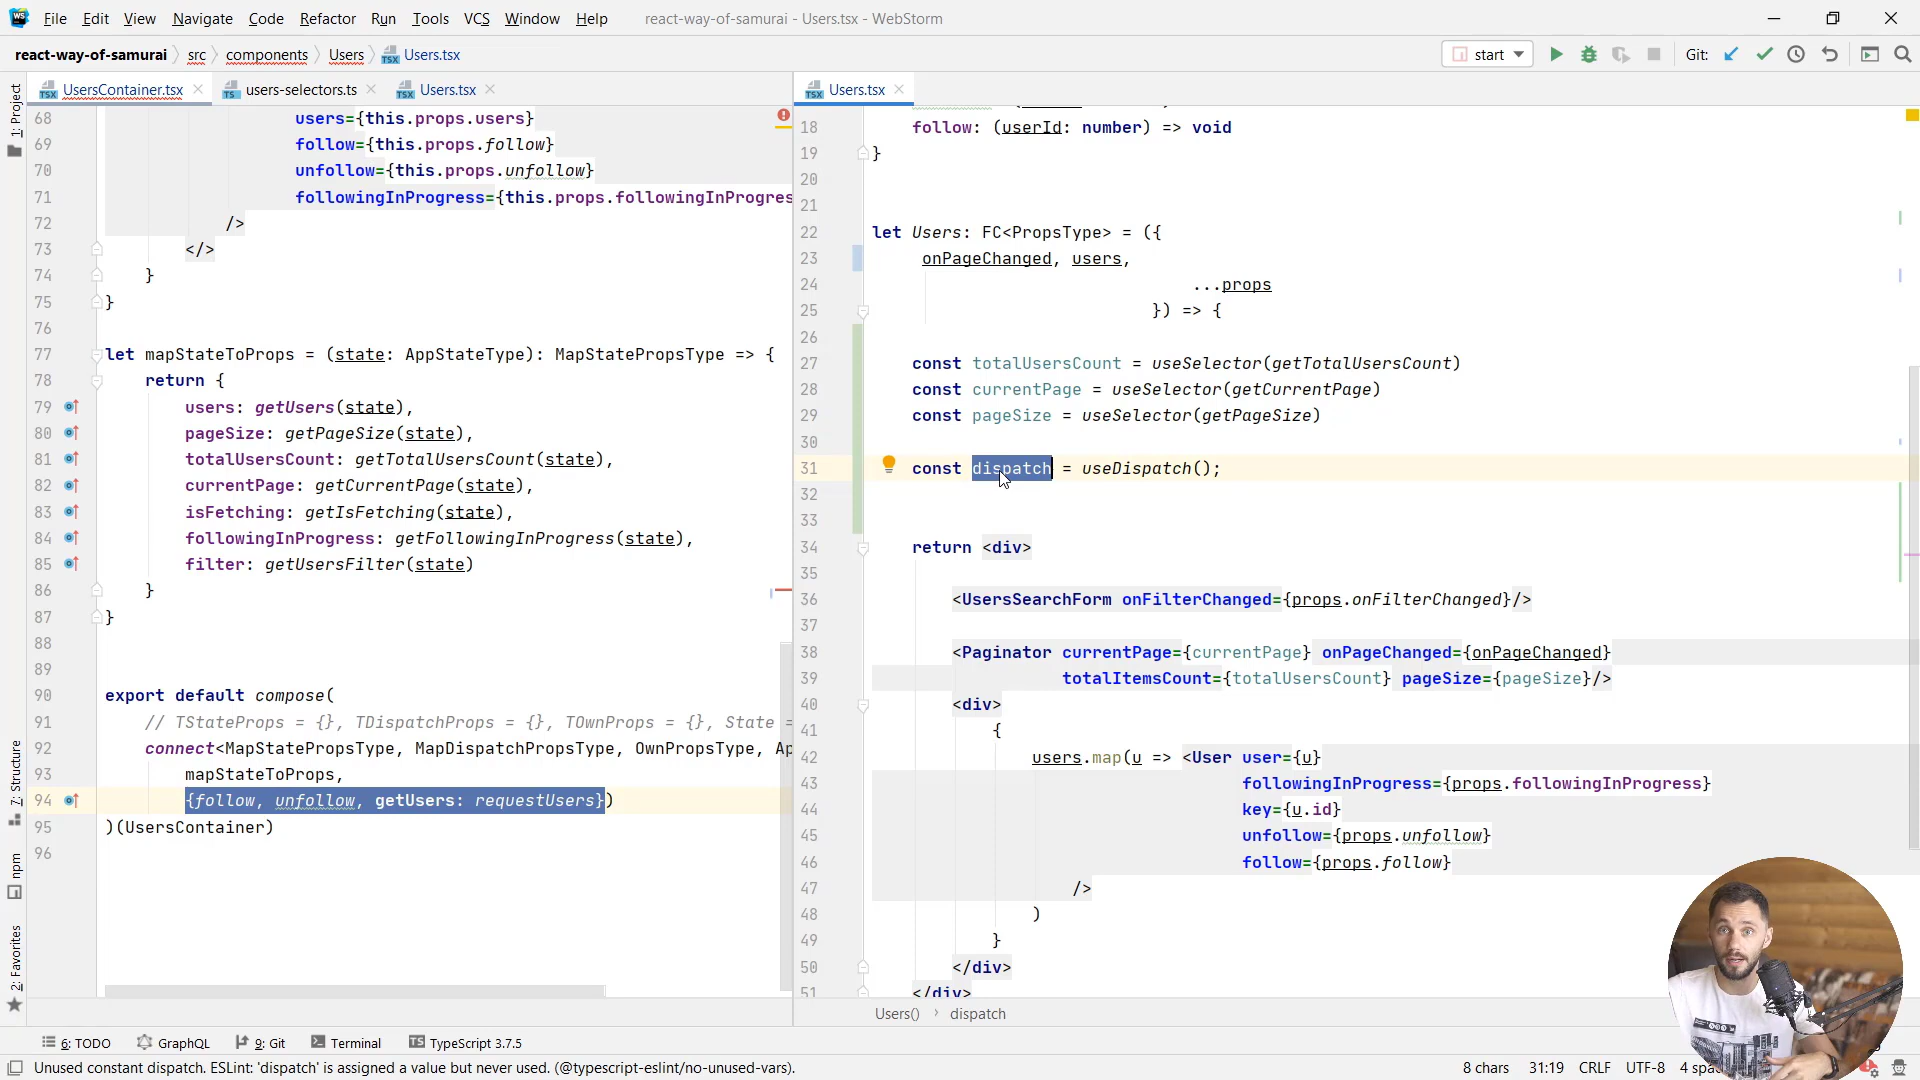 File Edit View Navigate Code Refactor Run Tools VCS Window Help react-way-of-samurai - Users.tsx - WebStorm
react-way-of-samurai src components Users Users.tsx start Git:
UsersContainer.tsx users-selectors.ts Users.tsx
Users.tsx
1: Project
7: Structure
npm
2: Favorites
68 users={this.props.users}
69 follow={this.props.follow}
70 unfollow={this.props.unfollow}
71 followingInProgress={this.props.followingInProgres
72 />
73 </>
74 }
75 }
76
77 let mapStateToProps = (state: AppStateType): MapStatePropsType => {
78 return {
79 users: getUsers(state),
80 pageSize: getPageSize(state),
81 totalUsersCount: getTotalUsersCount(state),
82 currentPage: getCurrentPage(state),
83 isFetching: getIsFetching(state),
84 followingInProgress: getFollowingInProgress(state),
85 filter: getUsersFilter(state)
86 }
87 }
88
89
90 export default compose(
91 // TStateProps = {}, TDispatchProps = {}, TOwnProps = {}, State =
92 connect<MapStatePropsType, MapDispatchPropsType, OwnPropsType, Ap
93 mapStateToProps,
94 {follow, unfollow, getUsers: requestUsers})
95 )(UsersContainer)
96
18 follow: (userId: number) => void
19 }
20
21
22 let Users: FC<PropsType> = ({
23 onPageChanged, users,
24 ...props
25 }) => {
26
27 const totalUsersCount = useSelector(getTotalUsersCount)
28 const currentPage = useSelector(getCurrentPage)
29 const pageSize = useSelector(getPageSize)
30
31 const dispatch = useDispatch();
32
33
34 return <div>
35
36 <UsersSearchForm onFilterChanged={props.onFilterChanged}/>
37
38 <Paginator currentPage={currentPage} onPageChanged={onPageChanged}
39 totalItemsCount={totalUsersCount} pageSize={pageSize}/>
40 <div>
41 {
42 users.map(u => <User user={u}
43 followingInProgress={props.followingInProgress}
44 key={u.id}
45 unfollow={props.unfollow}
46 follow={props.follow}
47 />
48 )
49 }
50 </div>
51 </div>
Users() dispatch
6: TODO GraphQL 9: Git Terminal TypeScript 3.7.5
Unused constant dispatch. ESLint: 'dispatch' is assigned a value but never used. (@typescript-eslint/no-unused-vars). 8 chars 31:19 CRLF UTF-8 4 spa